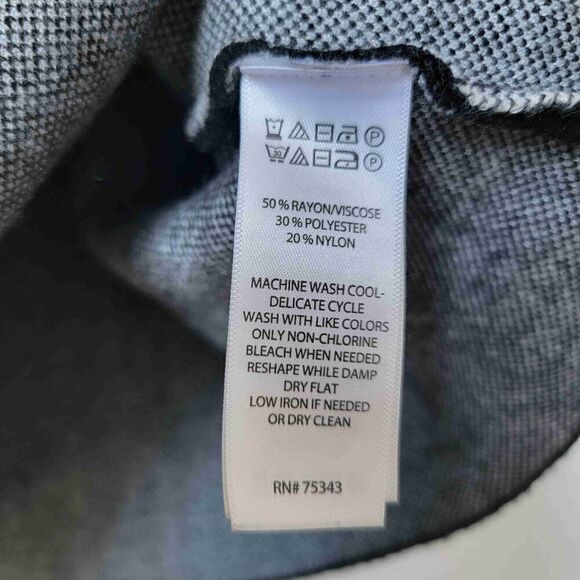 P
30 P
50 % RAYON/VISCOSE
30 % POLYESTER
20 % NYLON
MACHINE WASH COOL-
DELICATE CYCLE
WASH WITH LIKE COLORS
ONLY NON-CHLORINE
BLEACH WHEN NEEDED
RESHAPE WHILE DAMP
DRY FLAT
LOW IRON IF NEEDED
OR DRY CLEAN
RN# 75343